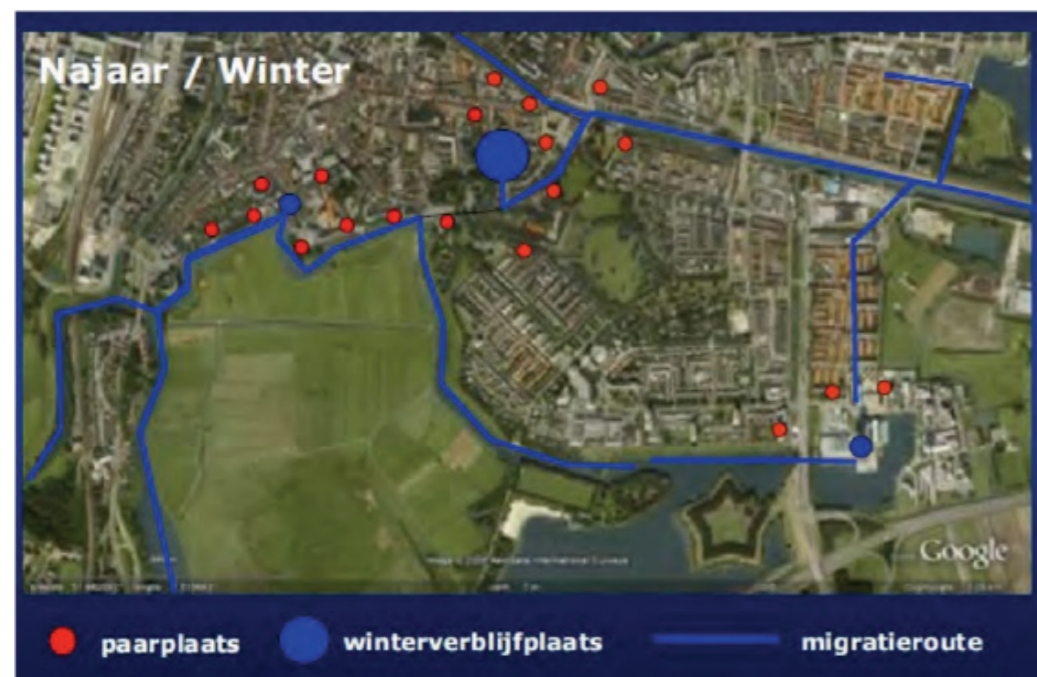 Najaar / Winter
Google
paarplaats
winterverblijfplaats
migratieroute